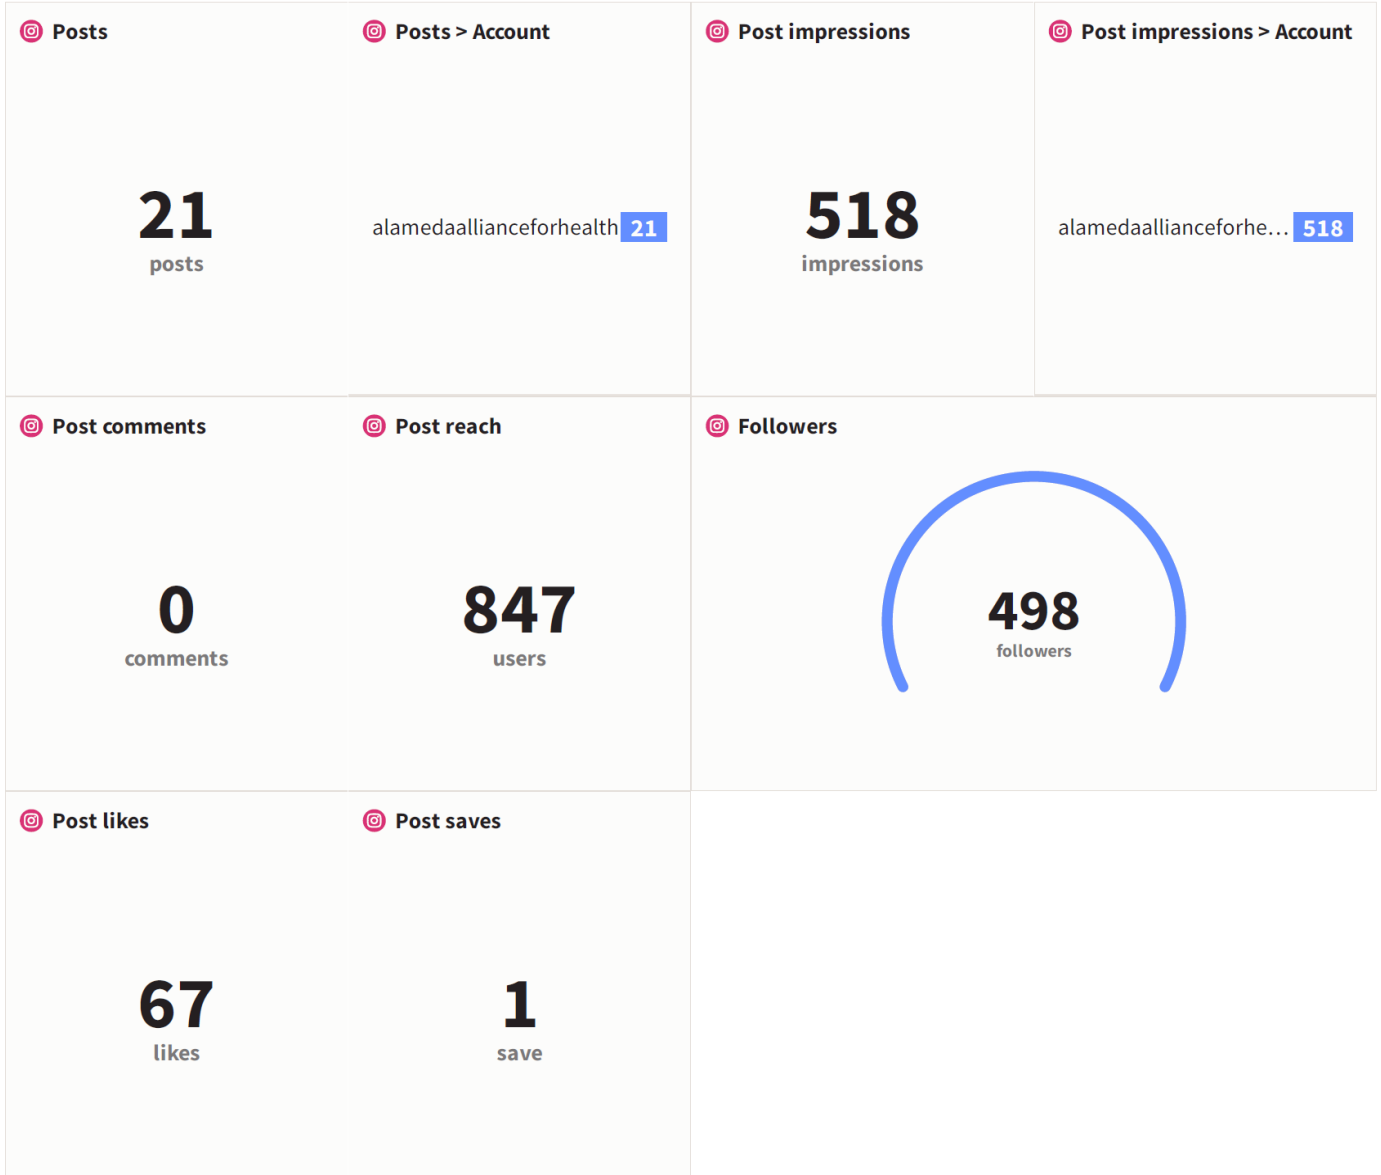 Posts
21
posts
Posts > Account
alamedaallianceforhealth 21
Post impressions
518
impressions
Post impressions > Account
alamedaallianceforhe... 518
Post comments
0
comments
Post reach
847
users
Followers
498
followers
Post likes
67
likes
Post saves
1
save